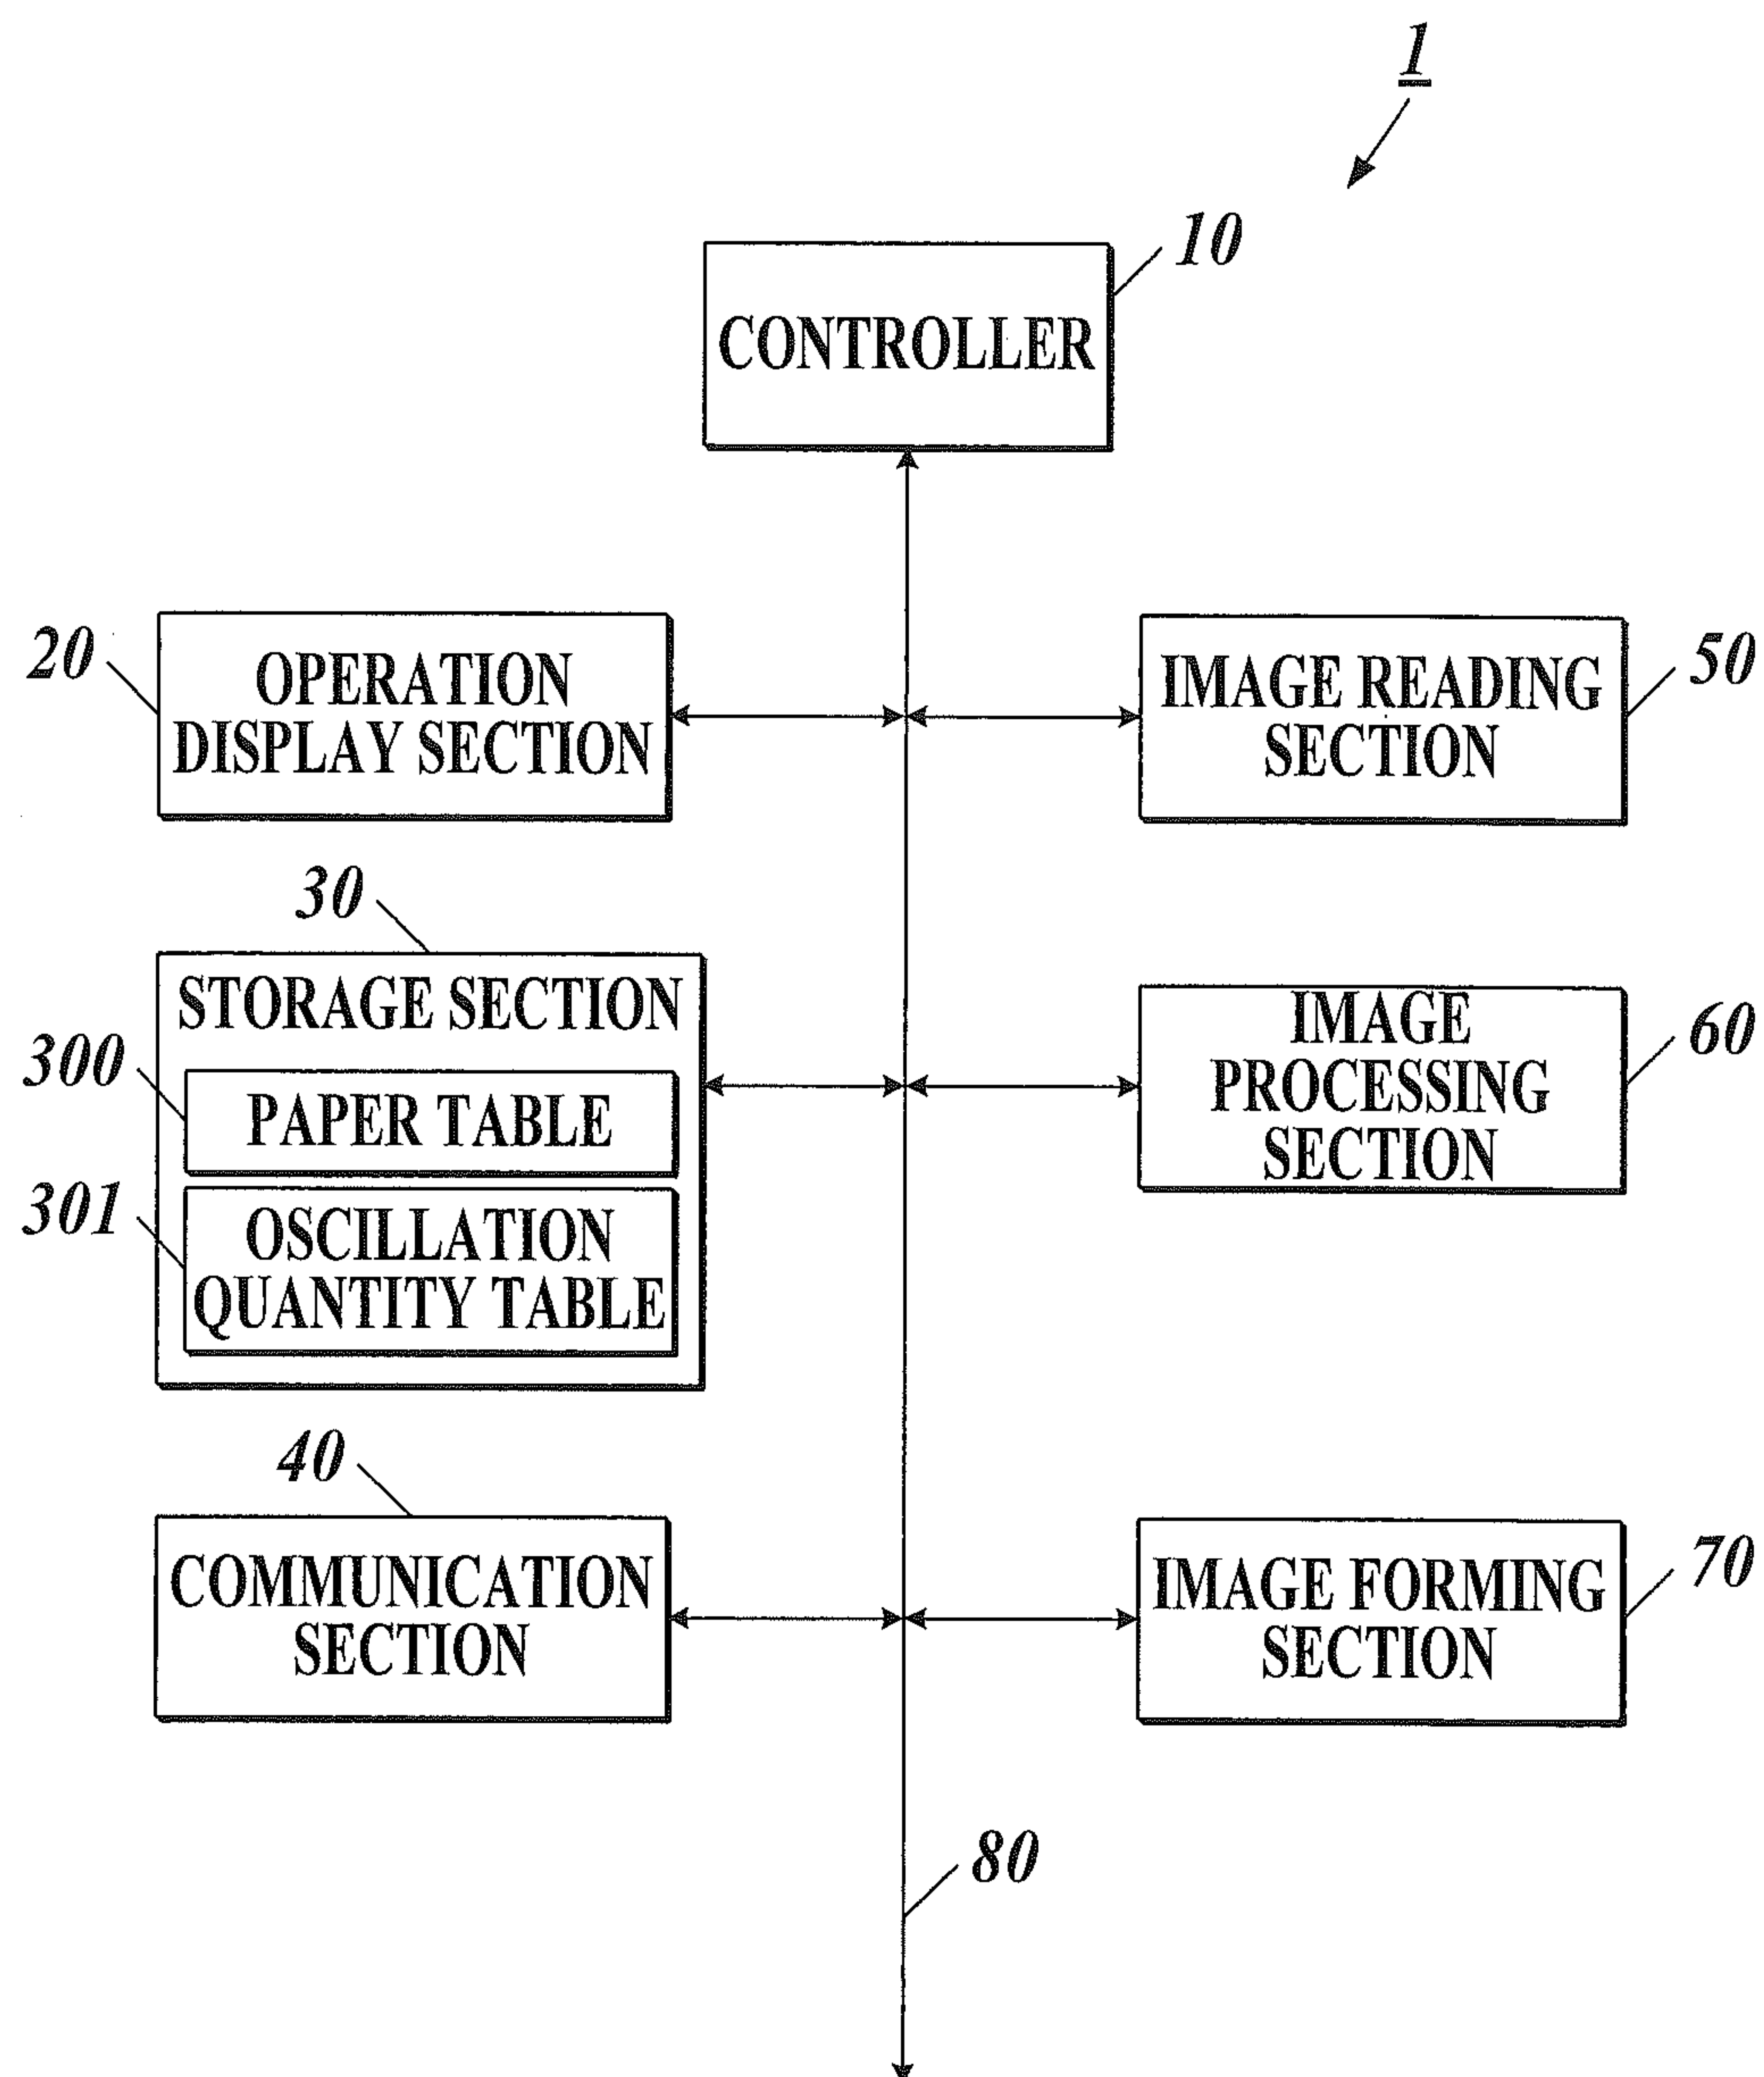 1
10
CONTROLLER
20
OPERATION
DISPLAY SECTION
IMAGE READING
SECTION
50
30
STORAGE SECTION
300
PAPER TABLE
301
OSCILLATION
QUANTITY TABLE
IMAGE
PROCESSING
SECTION
60
40
COMMUNICATION
SECTION
IMAGE FORMING
SECTION
70
80